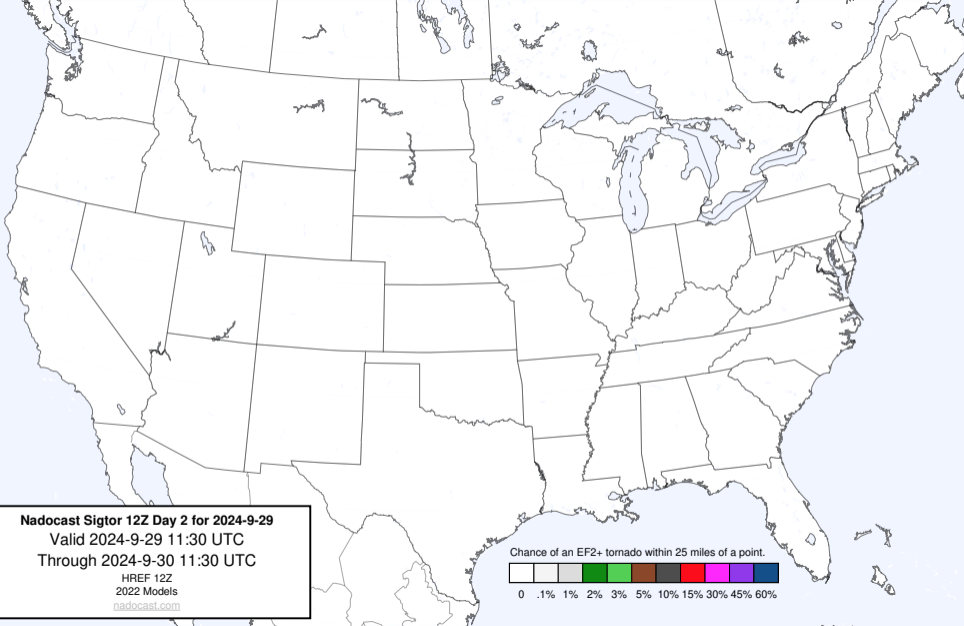 Nadocast Sigtor 12Z Day 2 for 2024-9-29
Valid 2024-9-29 11:30 UTC
Through 2024-9-30 11:30 UTC
HREF 12Z
2022 Models
nadocast.com
Chance of an EF2+ tornado within 25 miles of a point.
0 .1% 1% 2% 3% 5% 10% 15% 30% 45% 60%